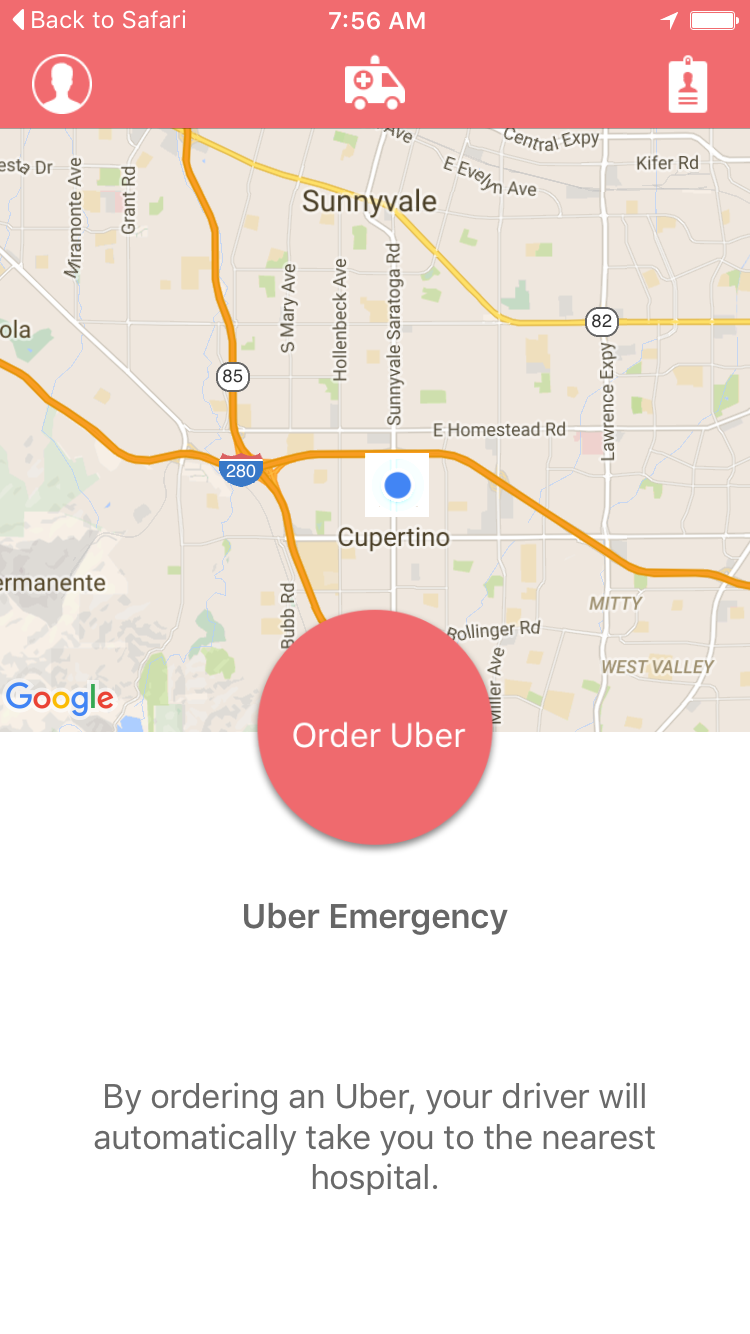 Back to Safari
7:56 AM
Ave
Central Expy
esta Dr
Miramonte Ave
Grant Rd
E Evelyn Ave
Kifer Rd
Sunnyvale
S Mary Ave
Hollenbeck Ave
Sunnyvale Saratoga Rd
82
ola
85
Lawrence Expy
E Homestead Rd
280
Cupertino
ermanente
Bubb Rd
MITTY
Bollinger Rd
WEST VALLEY
Miller Ave
Google
Order Uber
Uber Emergency
By ordering an Uber, your driver will
automatically take you to the nearest
hospital.